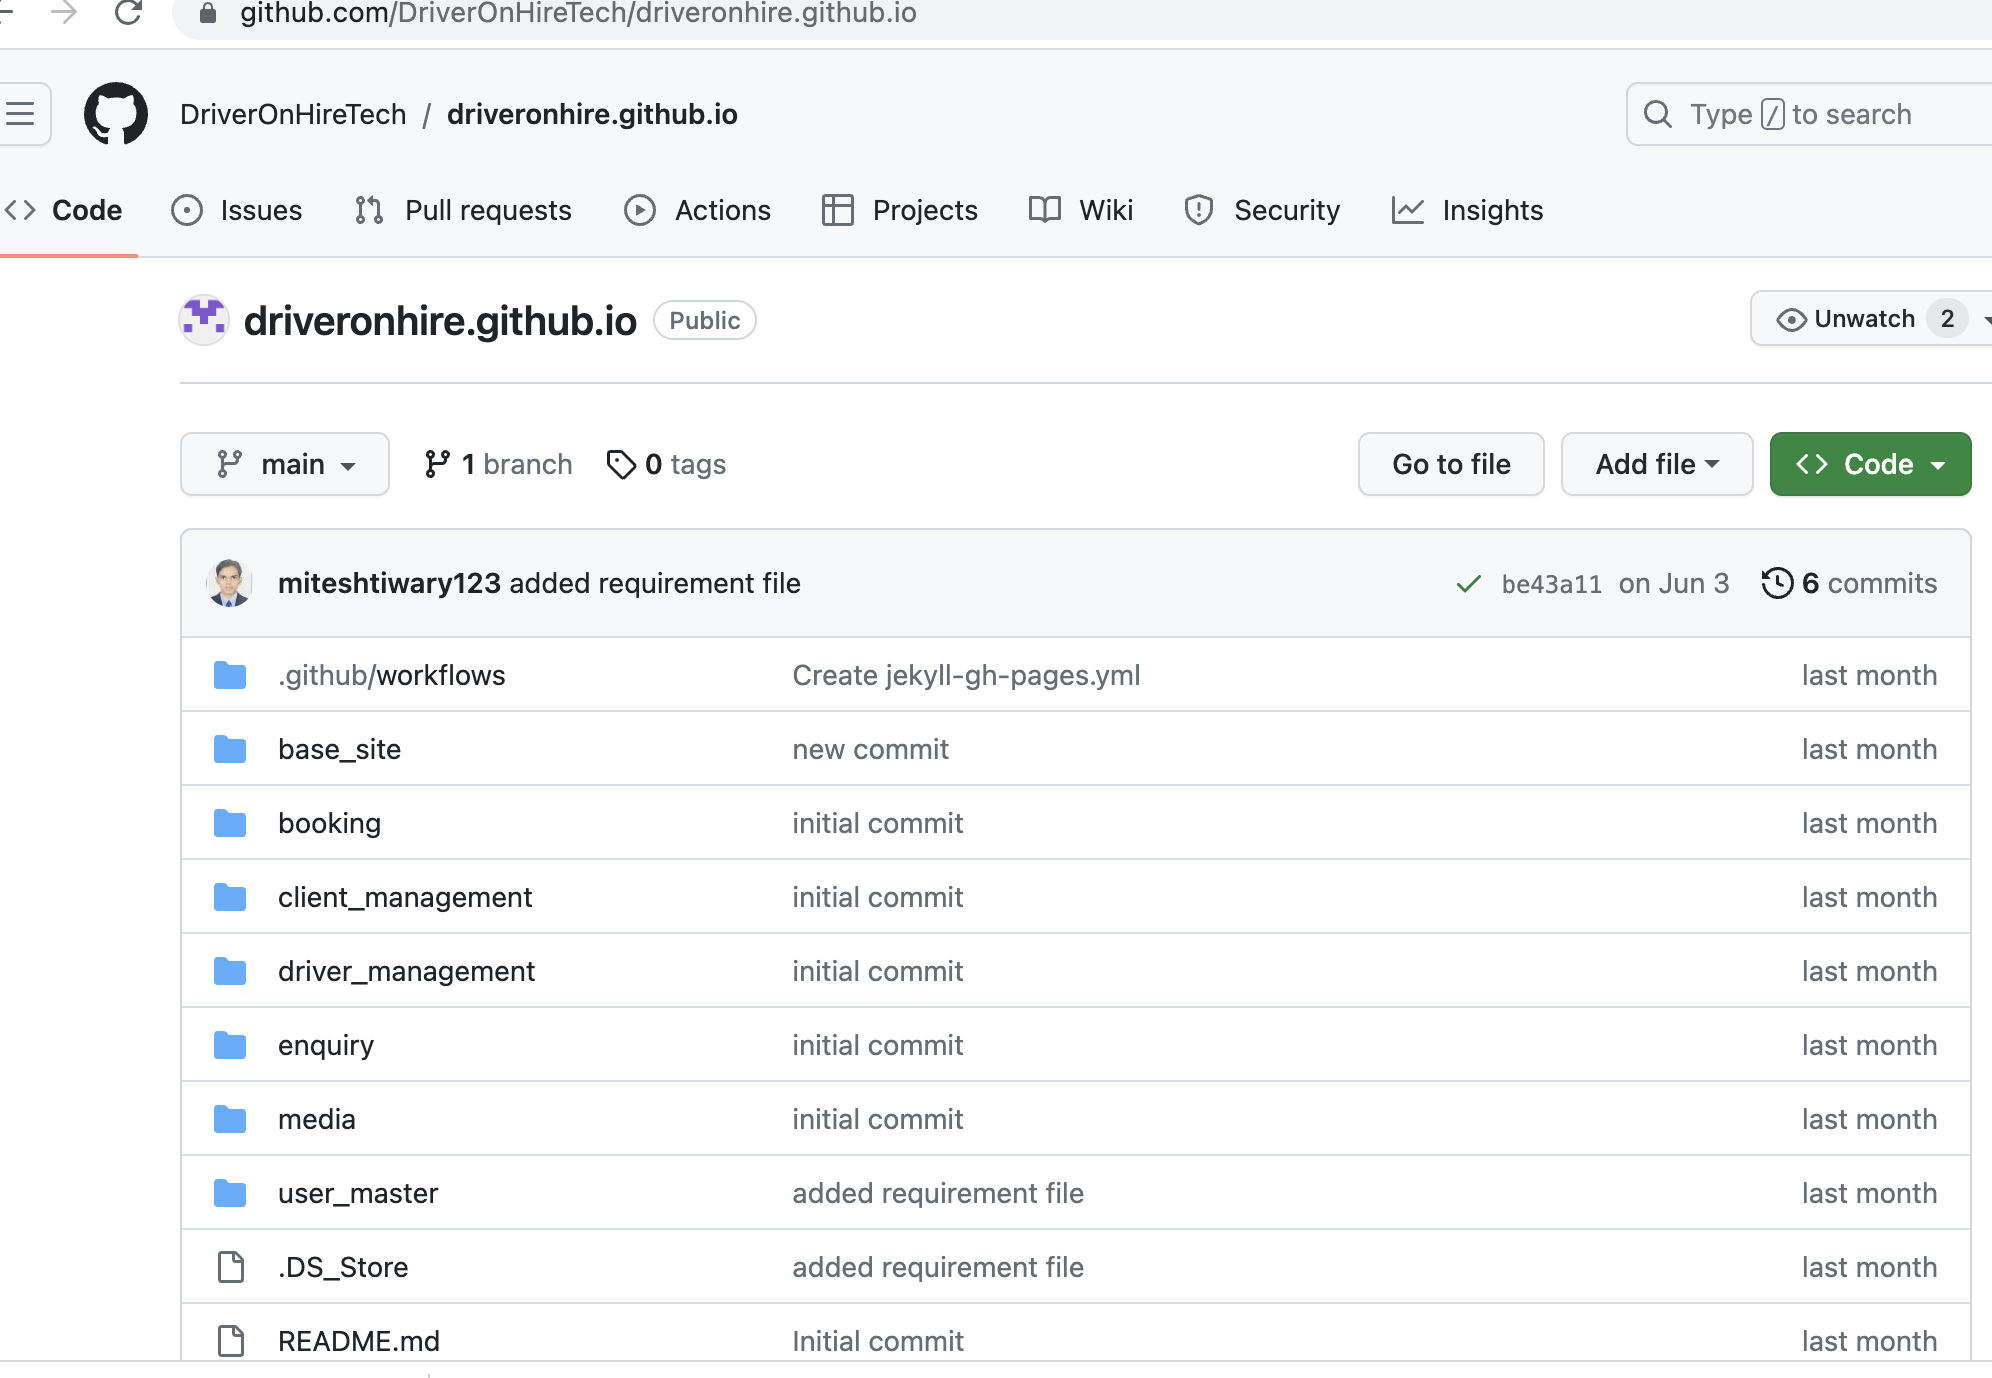 github.com/DriverOnHireTech/driveronhire.github.io
DriverOnHireTech / driveronhire.github.io
Type / to search
Code Issues Pull requests Actions Projects Wiki Security Insights
driveronhire.github.io Public
Unwatch 2
main 1 branch 0 tags
Go to file Add file Code
miteshtiwary123 added requirement file be43a11 on Jun 3 6 commits
.github/workflows Create jekyll-gh-pages.yml last month
base_site new commit last month
booking initial commit last month
client_management initial commit last month
driver_management initial commit last month
enquiry initial commit last month
media initial commit last month
user_master added requirement file last month
.DS_Store added requirement file last month
README.md Initial commit last month